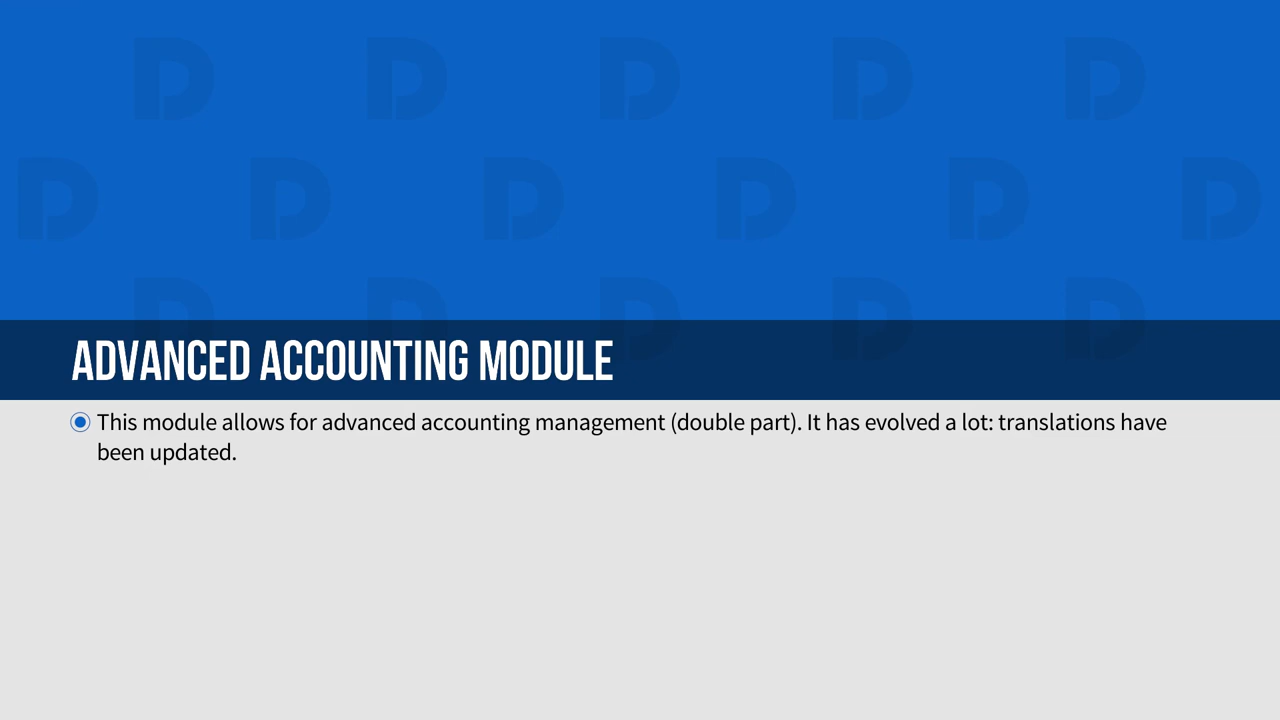 ADVANCED ACCOUNTING MODULE
This module allows for advanced accounting management (double part). It has evolved a lot: translations have
been updated.